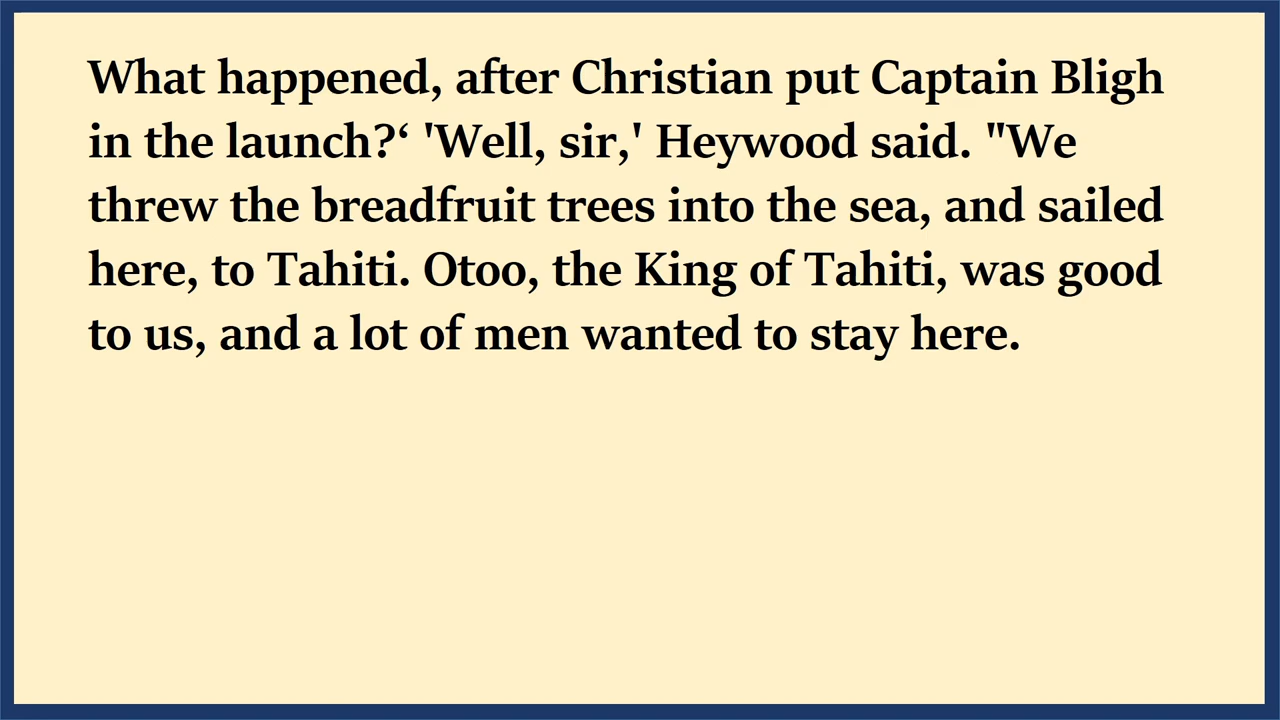 What happened, after Christian put Captain Bligh
in the launch?‘ 'Well, sir,' Heywood said. "We
threw the breadfruit trees into the sea, and sailed
here, to Tahiti. Otoo, the King of Tahiti, was good
to us, and a lot of men wanted to stay here.